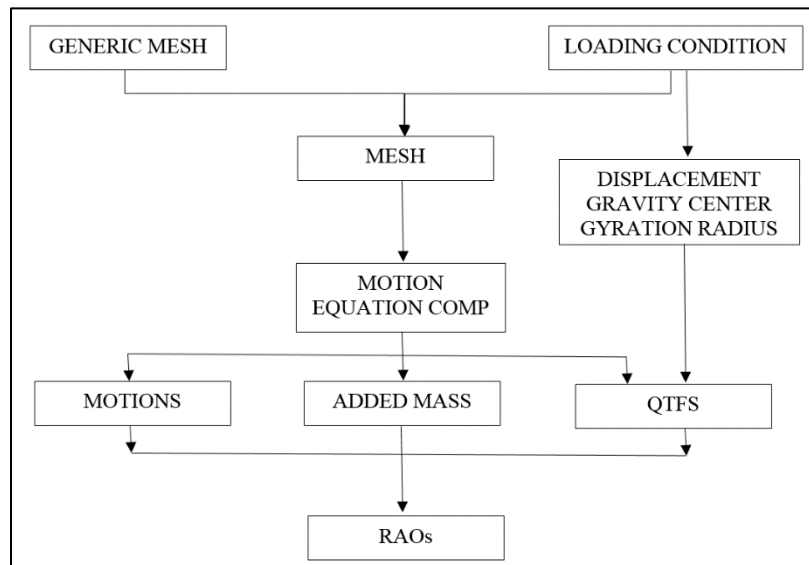 GENERIC MESH
LOADING CONDITION
MESH
DISPLACEMENT
GRAVITY CENTER
GYRATION RADIUS
MOTION
EQUATION COMP
MOTIONS
ADDED MASS
QTFS
RAOs